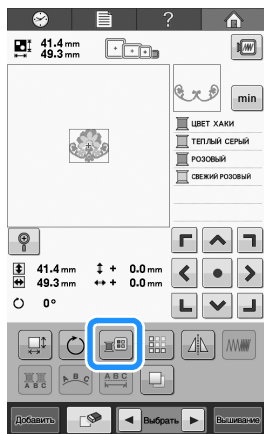 ?
41.4 mm
49.3 mm
min
ЦВЕТ ХАКИ
ТЕПЛЫЙ СЕРЫЙ
РОЗОВЫЙ
СВЕЖИЙ РОЗОВЫЙ
41.4 mm + 0.0 mm
49.3 mm + 0.0 mm
0°
A B C A B C A B C
Добавить Выбрать Вышивание